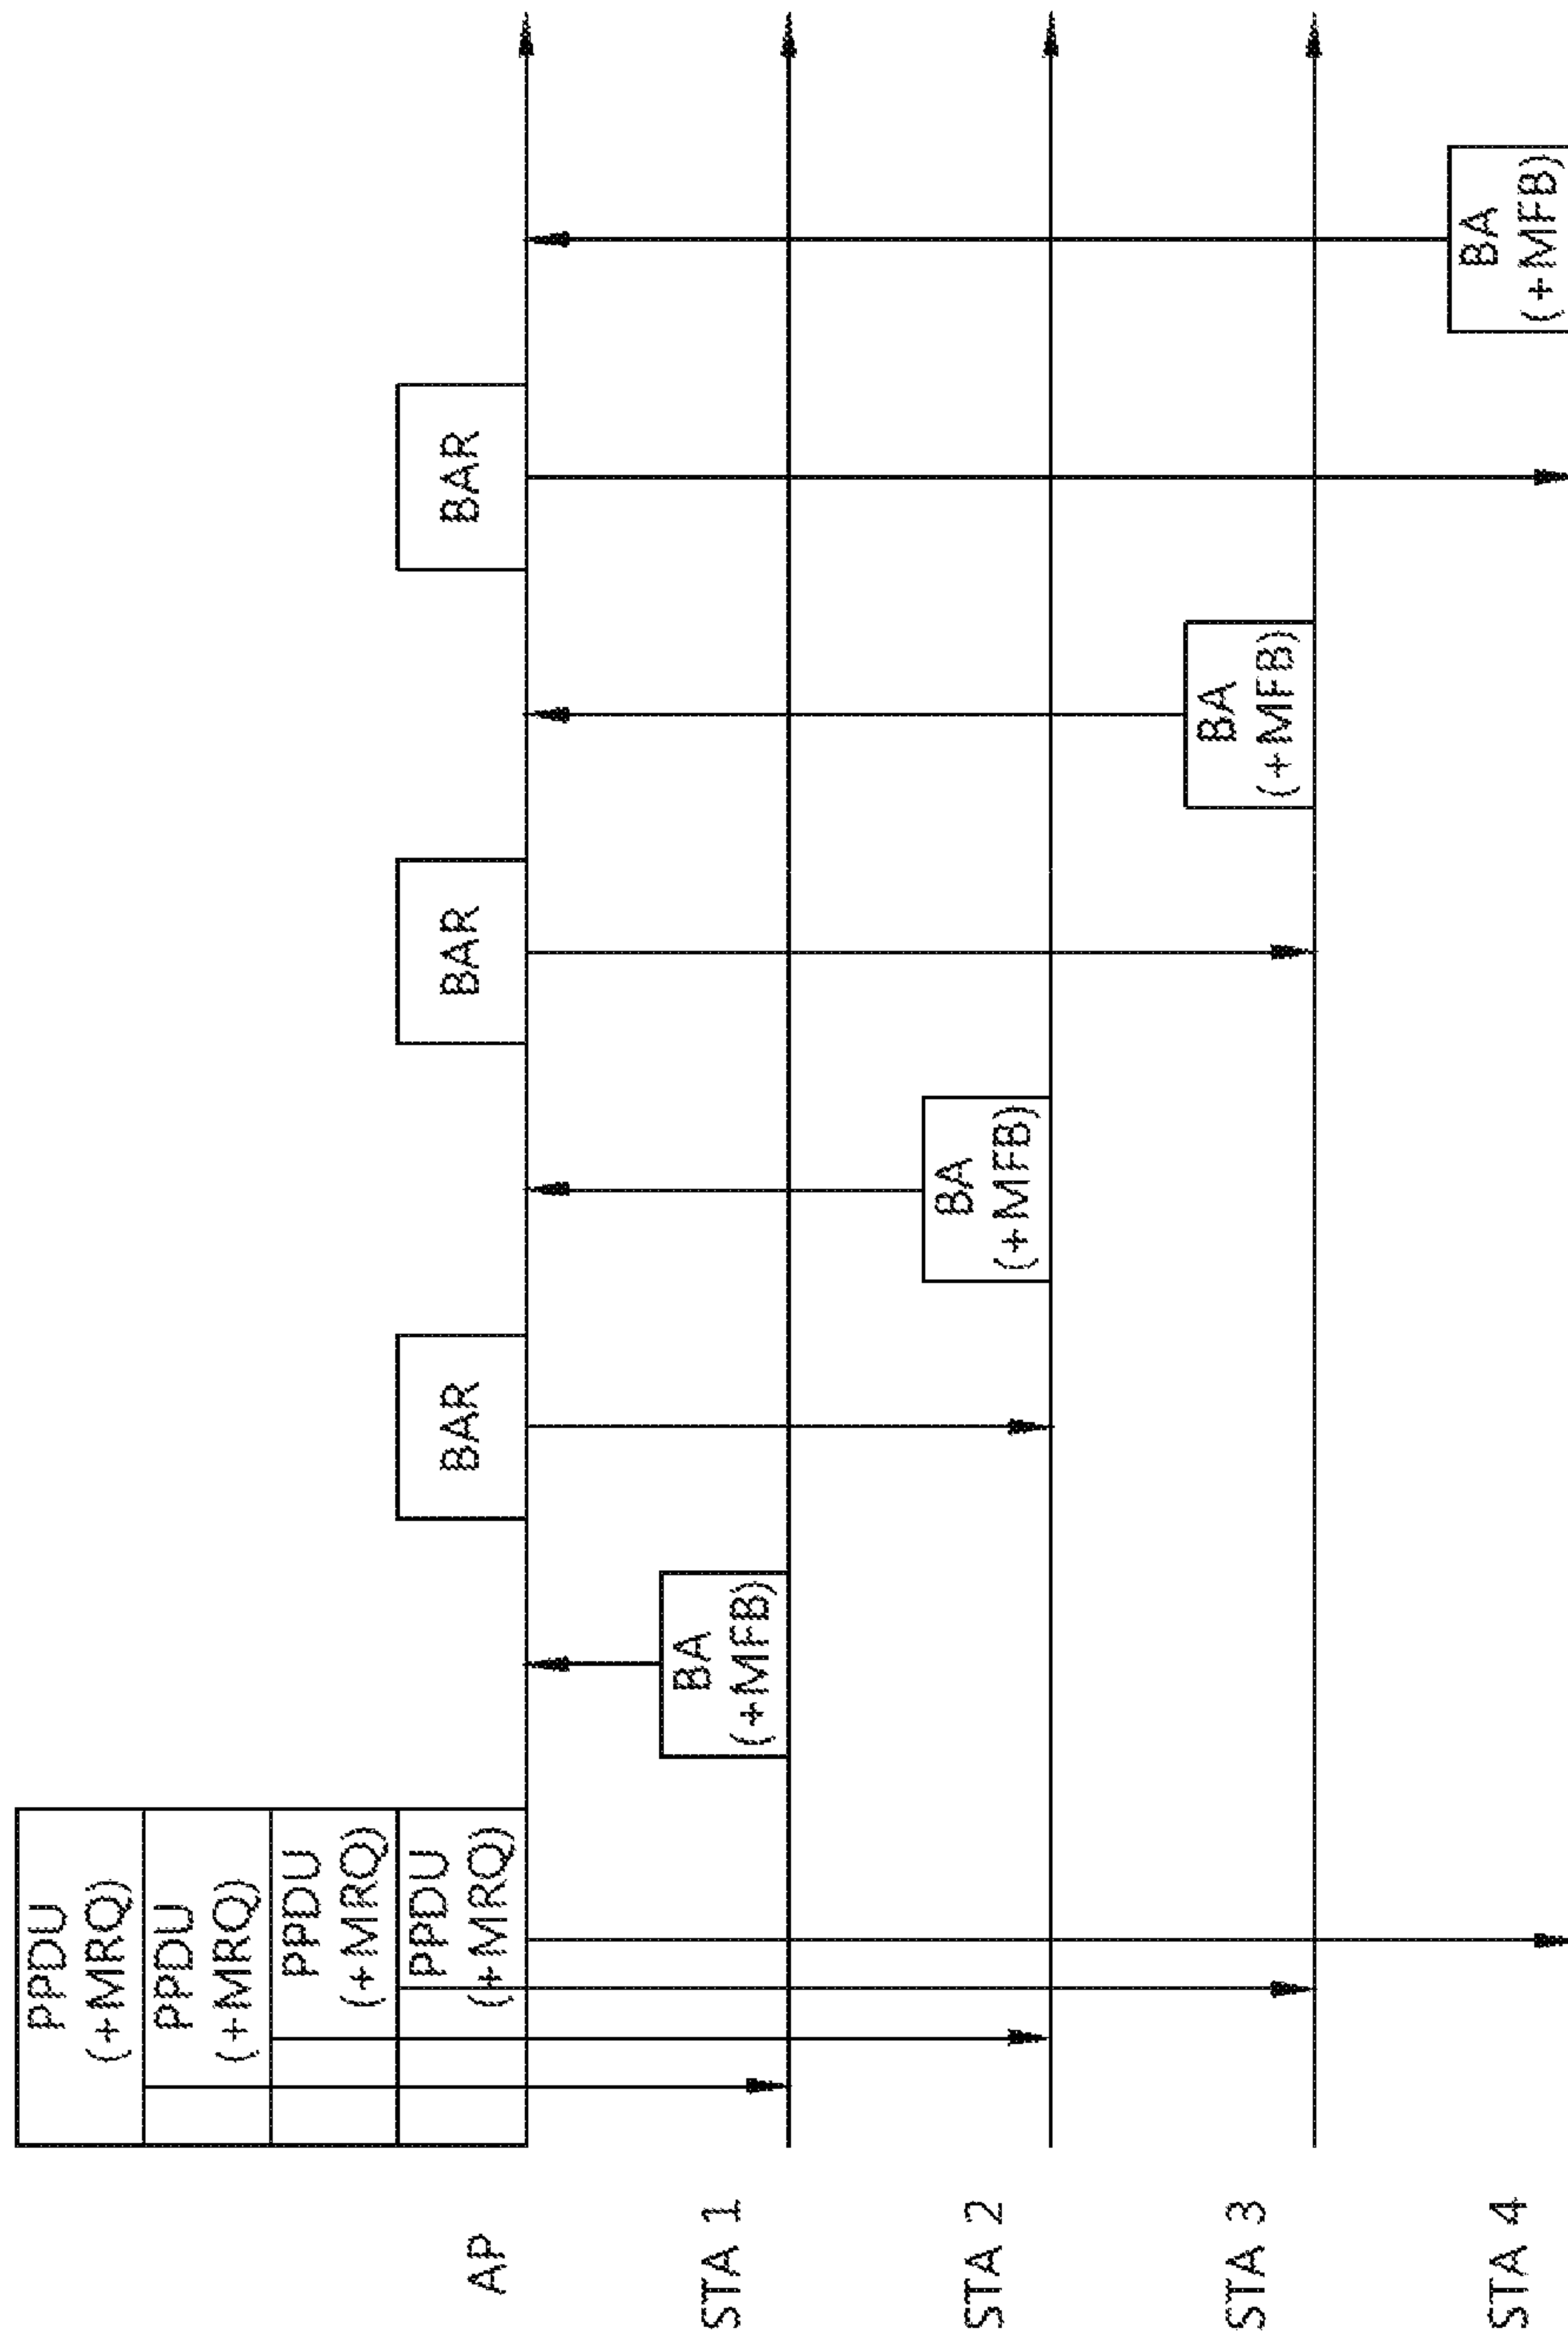 PPDU
(+MRQ)
PPDU
(+MRQ)
PPDU
(+MRQ)
PPDU
(+MRQ)
AP
BAR
BAR
BAR
STA 1
BA
(+MFB)
STA 2
BA
(+MFB)
STA 3
BA
(+MFB)
STA 4
BA
(+MFB)